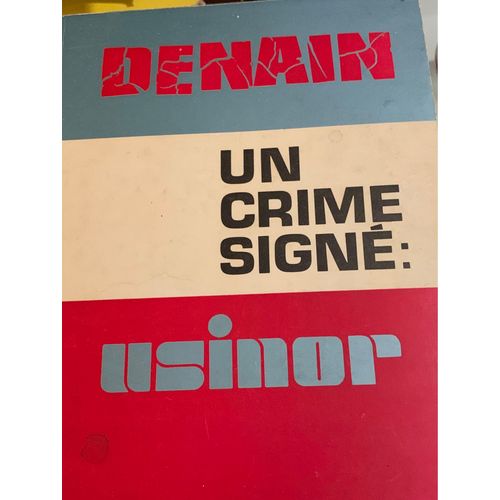 DENAIN
UN
CRIME
SIGNÉ:
usinor